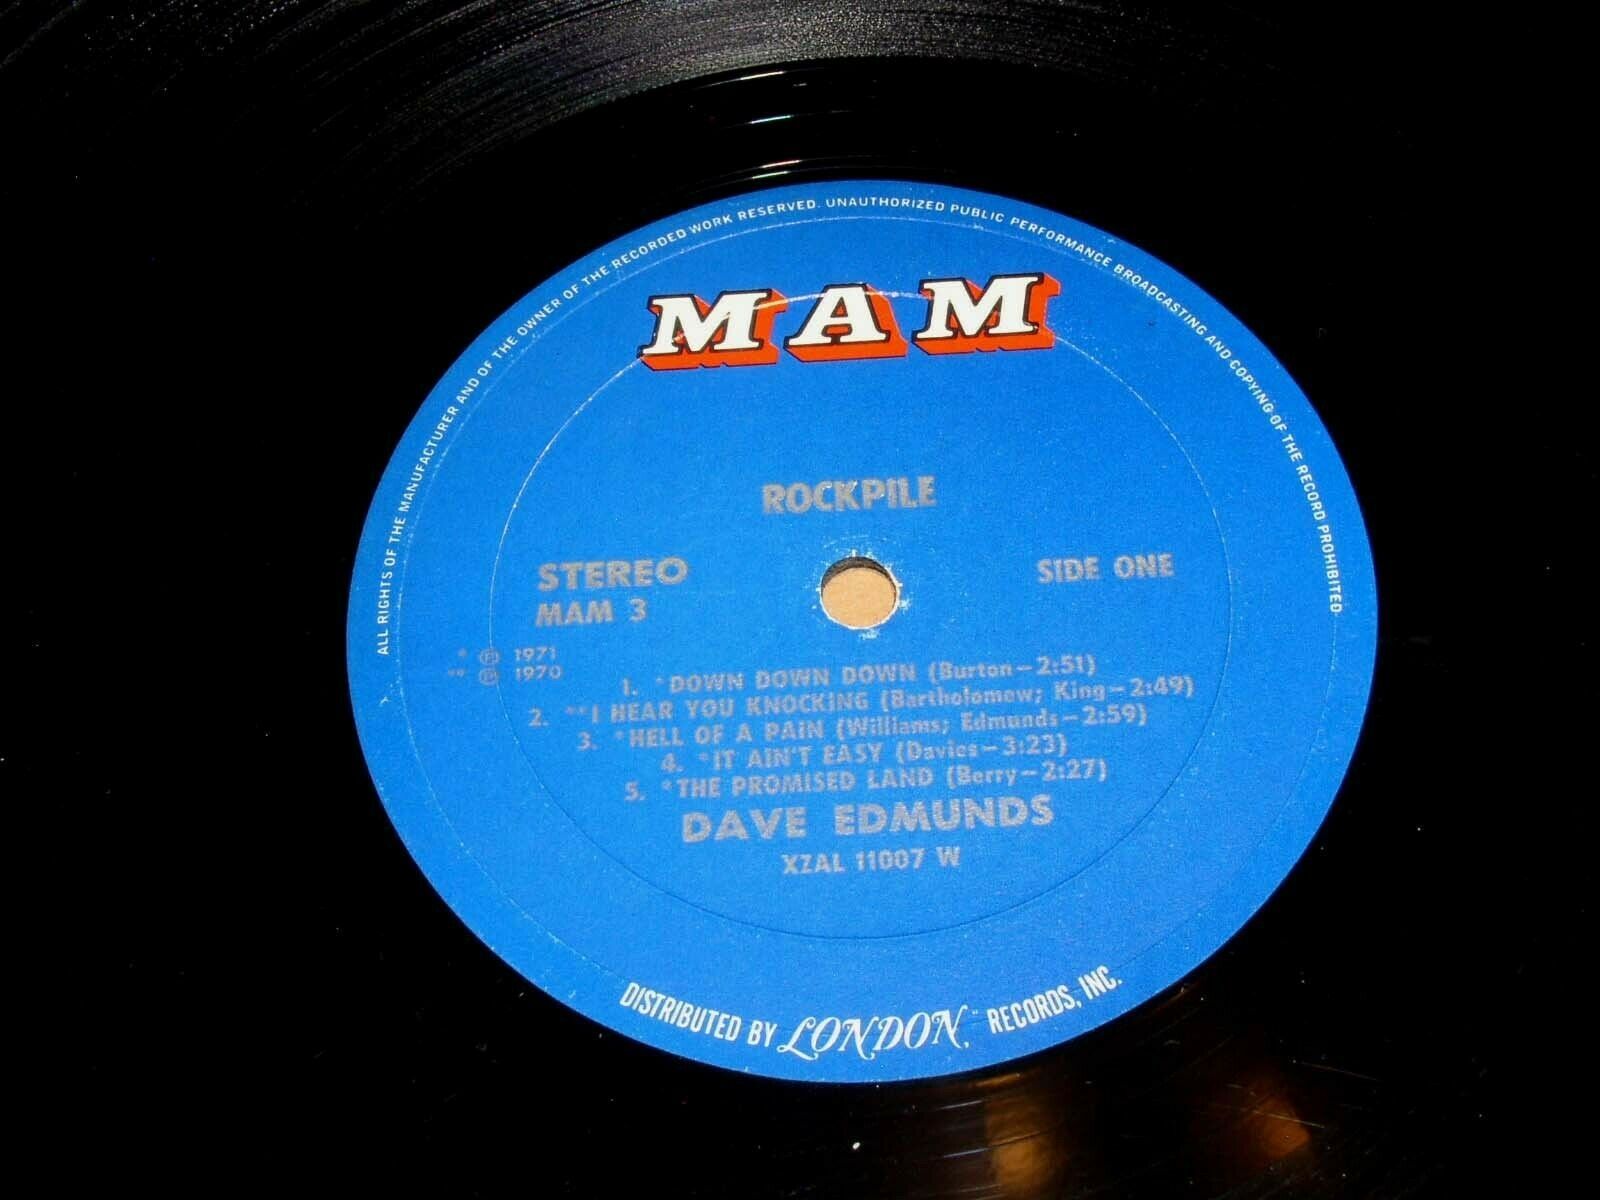 ALL RIGHTS OF THE MANUFACTURER AND OF THE OWNER OF THE RECORDED WORK RESERVED. UNAUTHORIZED PUBLIC PERFORMANCE BROADCASTING AND COPYING OF THE RECORD PROHIBITED
MAM
ROCKPILE
STEREO
MAM 3
SIDE ONE
* ℗ 1971
** ℗ 1970
1. *DOWN DOWN DOWN (Burton–2:51)
2. **I HEAR YOU KNOCKING (Bartholomew; King–2:49)
3. *HELL OF A PAIN (Williams; Edmunds–2:59)
4. *IT AIN'T EASY (Davies–3:23)
5. *THE PROMISED LAND (Berry–2:27)
DAVE EDMUNDS
XZAL 11007 W
DISTRIBUTED BY LONDON RECORDS, INC.